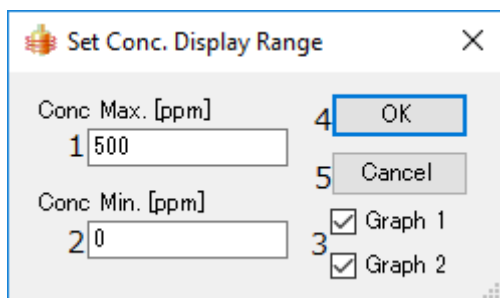 Set Conc. Display Range
Conc Max. [ppm]
1 500
Conc Min. [ppm]
2 0
4 OK
5 Cancel
3 Graph 1
Graph 2